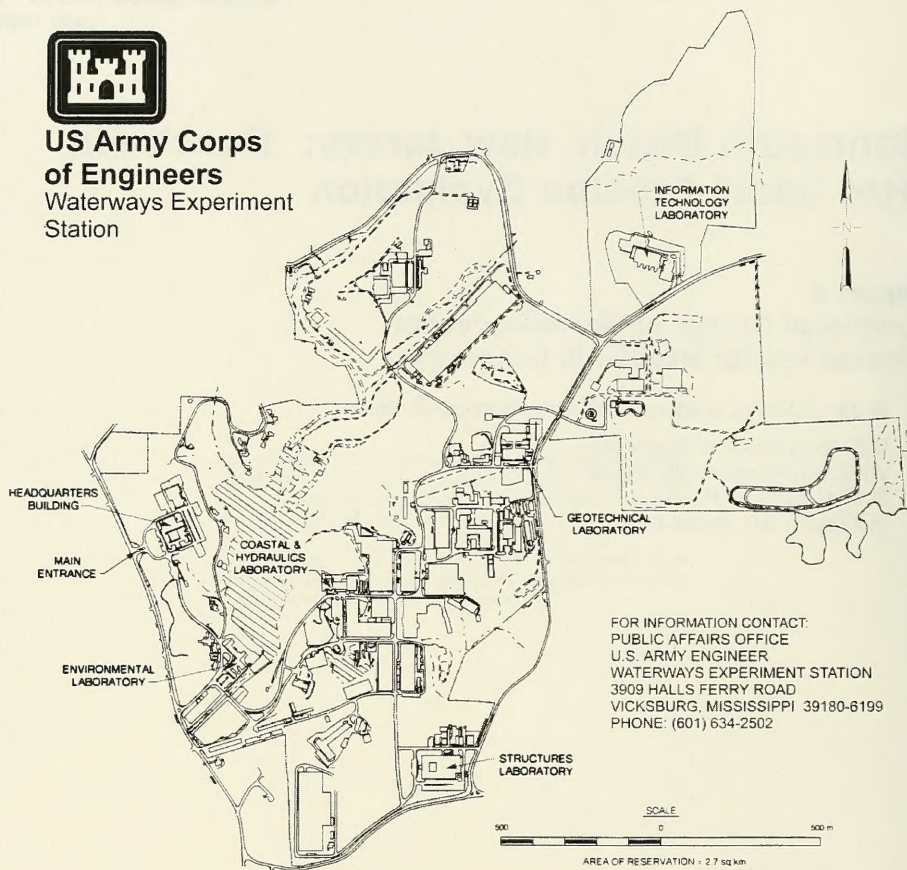 US Army Corps
of Engineers
Waterways Experiment
Station
INFORMATION
TECHNOLOGY
LABORATORY
N
HEADQUARTERS
BUILDING
MAIN
ENTRANCE
COASTAL &
HYDRAULICS
LABORATORY
GEOTECHNICAL
LABORATORY
ENVIRONMENTAL
LABORATORY
FOR INFORMATION CONTACT:
PUBLIC AFFAIRS OFFICE
U.S. ARMY ENGINEER
WATERWAYS EXPERIMENT STATION
3909 HALLS FERRY ROAD
VICKSBURG, MISSISSIPPI 39180-6199
PHONE: (601) 634-2502
STRUCTURES
LABORATORY
SCALE
500 0 500 m
AREA OF RESERVATION = 2.7 sq km